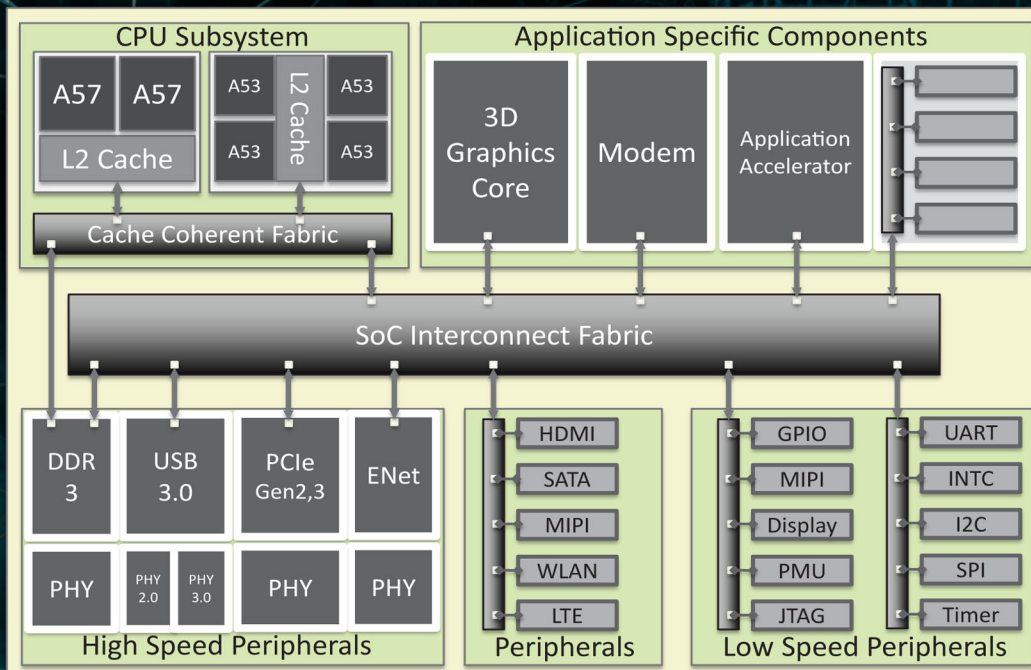 CPU Subsystem
A57
A57
L2 Cache
A53
A53
L2 Cache
A53
A53
Cache Coherent Fabric
Application Specific Components
3D
Graphics
Core
Modem
Application
Accelerator
SoC Interconnect Fabric
DDR
3
USB
3.0
PCIe
Gen2,3
ENet
PHY
PHY
2.0
PHY
3.0
PHY
PHY
High Speed Peripherals
HDMI
SATA
MIPI
WLAN
LTE
Peripherals
GPIO
MIPI
Display
PMU
JTAG
UART
INTC
I2C
SPI
Timer
Low Speed Peripherals